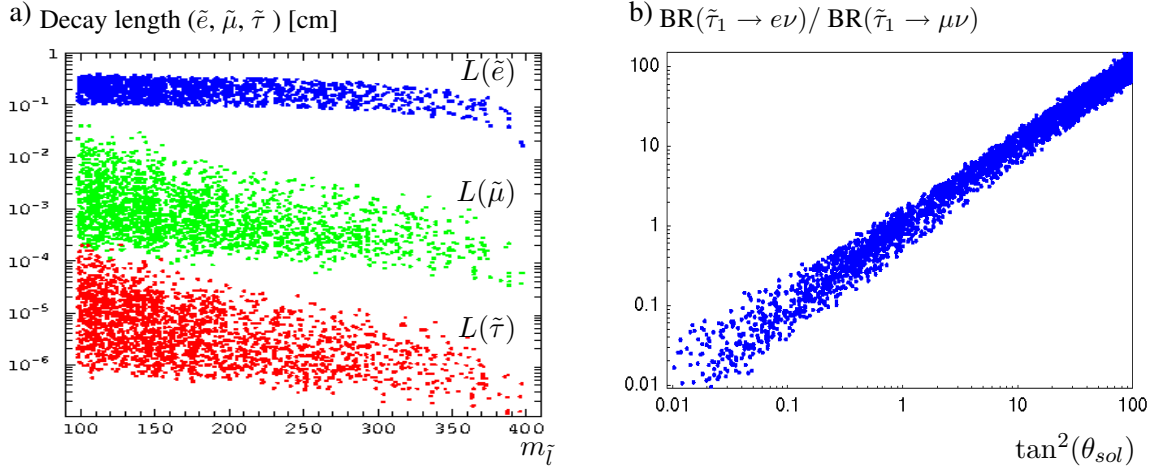 a) Decay length (ẽ, μ̃, τ̃ ) [cm]
1
10⁻¹
10⁻²
10⁻³
10⁻⁴
10⁻⁵
10⁻⁶
L(ẽ)
L(μ̃)
L(τ̃)
100 150 200 250 300 350 400
m_l̃
b) BR(τ̃₁ → eν)/ BR(τ̃₁ → μν)
100
10
1
0.1
0.01
0.01 0.1 1 10 100
tan²(θ_sol)